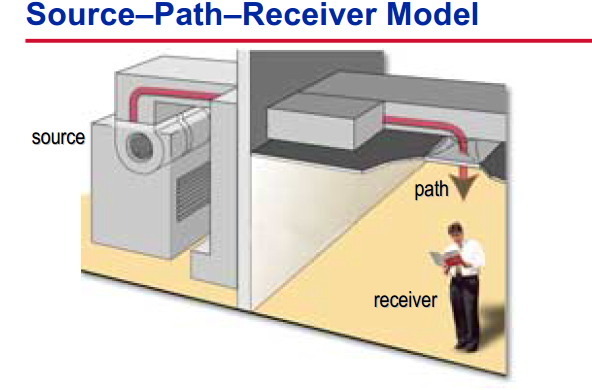 Source–Path–Receiver Model
source
path
receiver